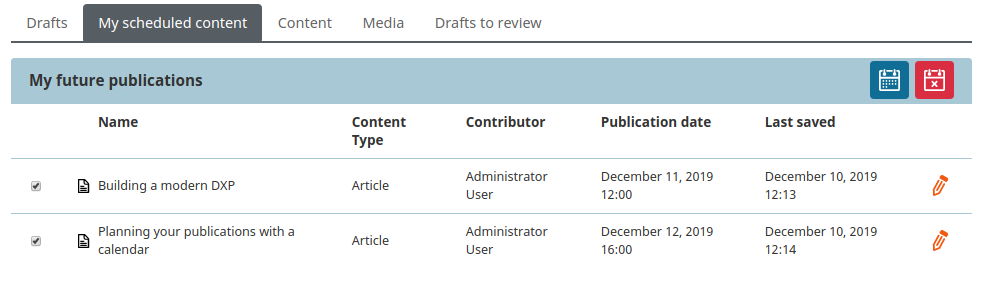 Drafts My scheduled content Content Media Drafts to review
My future publications
Name Content Type Contributor Publication date Last saved
Building a modern DXP Article Administrator User December 11, 2019 12:00 December 10, 2019 12:13
Planning your publications with a calendar Article Administrator User December 12, 2019 16:00 December 10, 2019 12:14